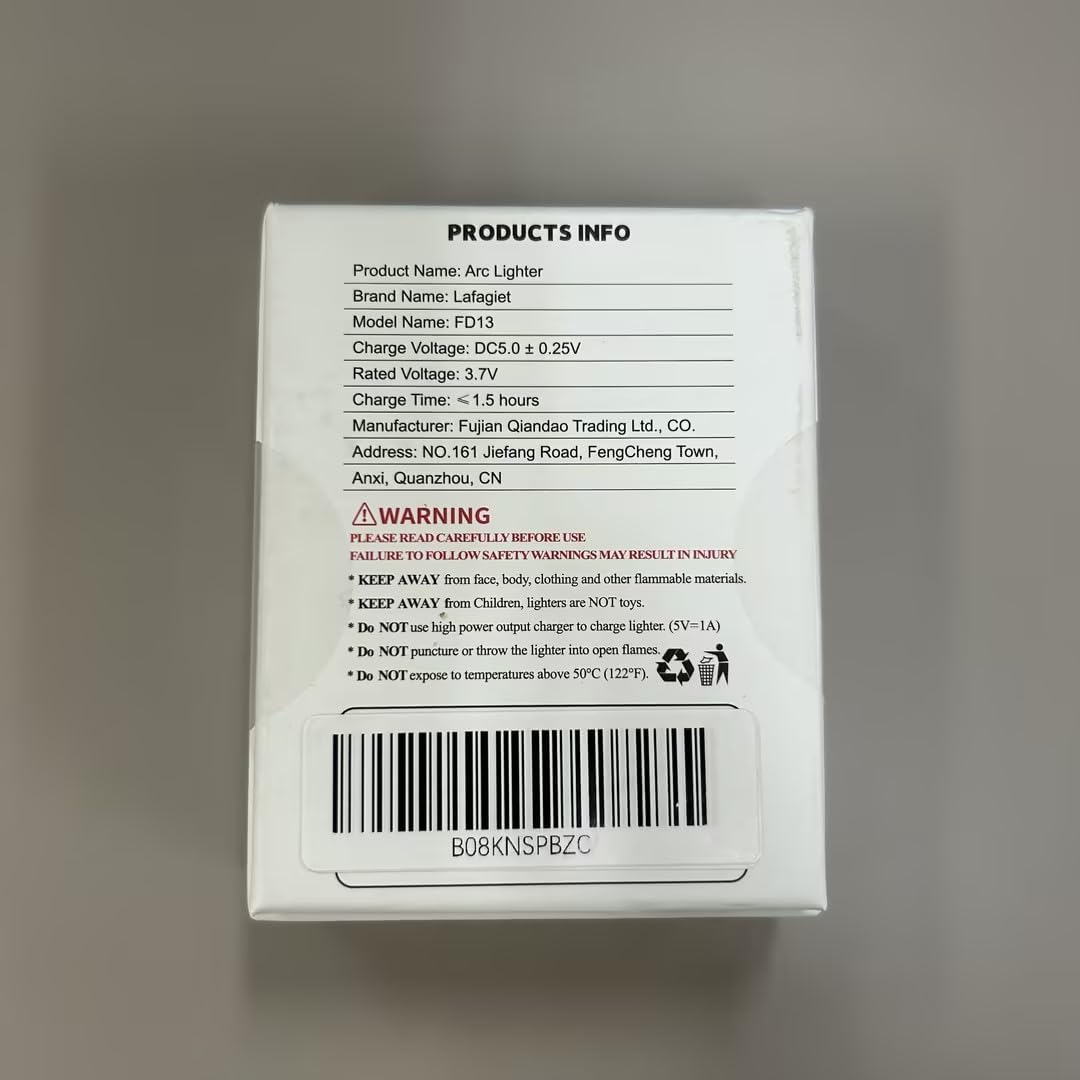 PRODUCTS INFO
Product Name: Arc Lighter
Brand Name: Lafagiet
Model Name: FD13
Charge Voltage: DC5.0 ± 0.25V
Rated Voltage: 3.7V
Charge Time: ⩽1.5 hours
Manufacturer: Fujian Qiandao Trading Ltd., CO.
Address: NO.161 Jiefang Road, FengCheng Town,
Anxi, Quanzhou, CN
WARNING
PLEASE READ CAREFULLY BEFORE USE
FAILURE TO FOLLOW SAFETY WARNINGS MAY RESULT IN INJURY
* KEEP AWAY from face, body, clothing and other flammable materials.
* KEEP AWAY from Children, lighters are NOT toys.
* Do NOT use high power output charger to charge lighter. (5V=1A)
* Do NOT puncture or throw the lighter into open flames.
* Do NOT expose to temperatures above 50°C (122°F).
B08KNSPBZC